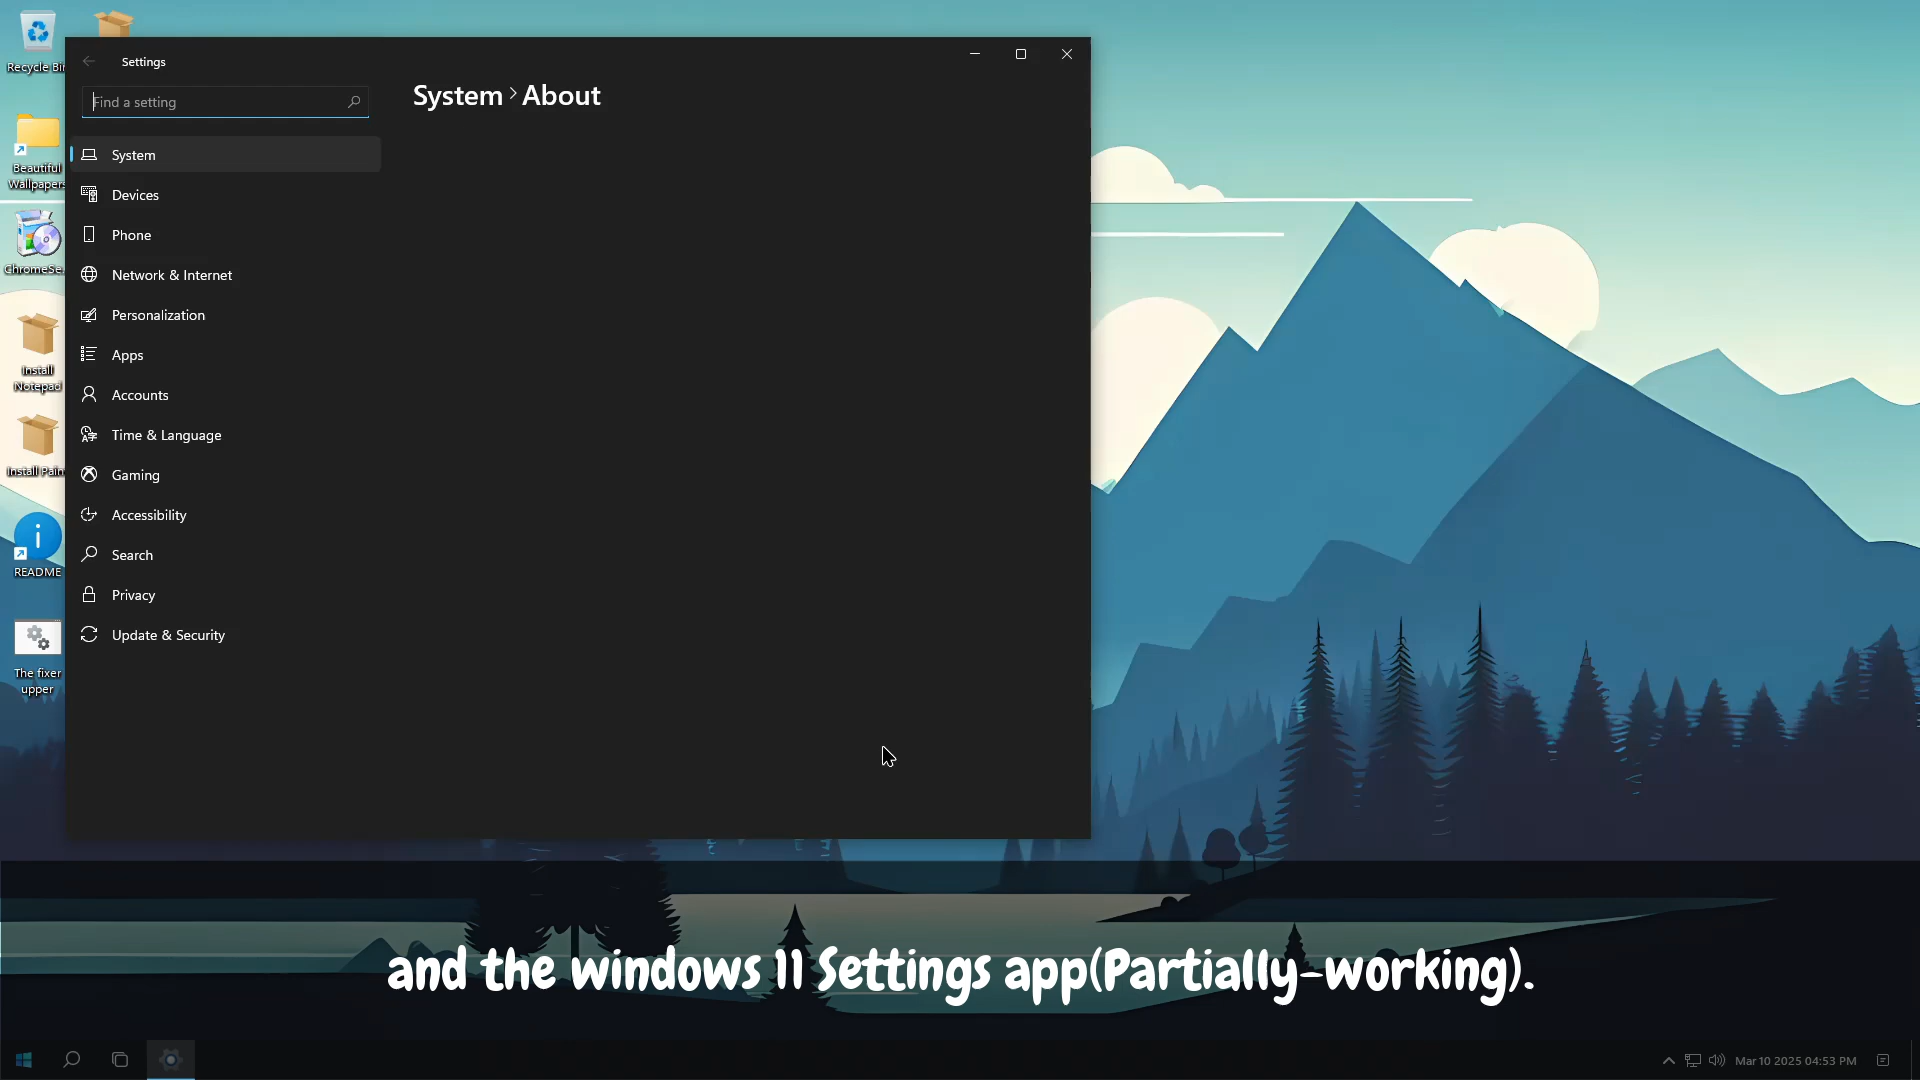 Recycle Bi
Beautiful
Wallpapers
ChromeSe...
Install
Notepad
Install Pain
README
The fixer
upper
Settings
Find a setting
System
Devices
Phone
Network & Internet
Personalization
Apps
Accounts
Time & Language
Gaming
Accessibility
Search
Privacy
Update & Security
System > About
and the windows 11 Settings app(Partially-working).
Mar 10 2025 04:53 PM